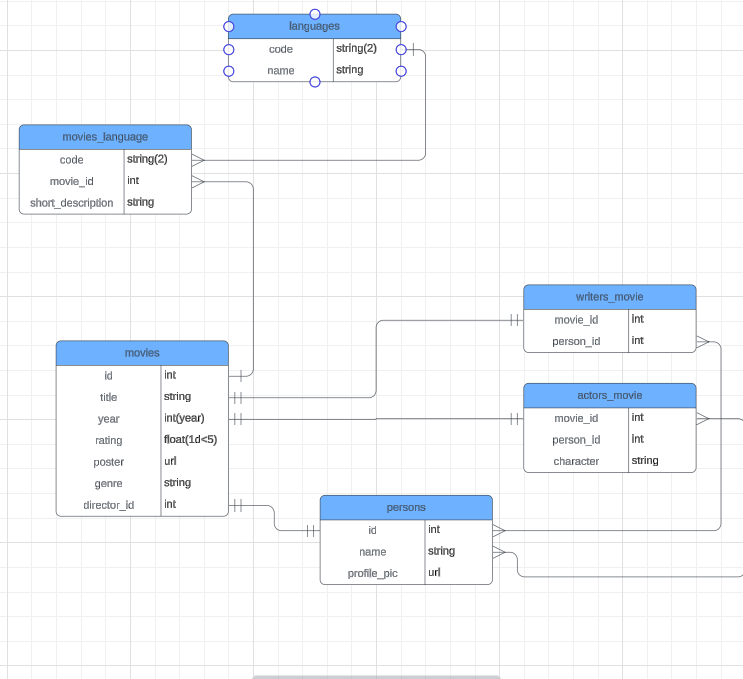 languages
code string(2)
name string
movies_language
code string(2)
movie_id int
short_description string
writers_movie
movie_id int
person_id int
movies
id int
title string
year int(year)
rating float(1d<5)
poster url
genre string
director_id int
actors_movie
movie_id int
person_id int
character string
persons
id int
name string
profile_pic url